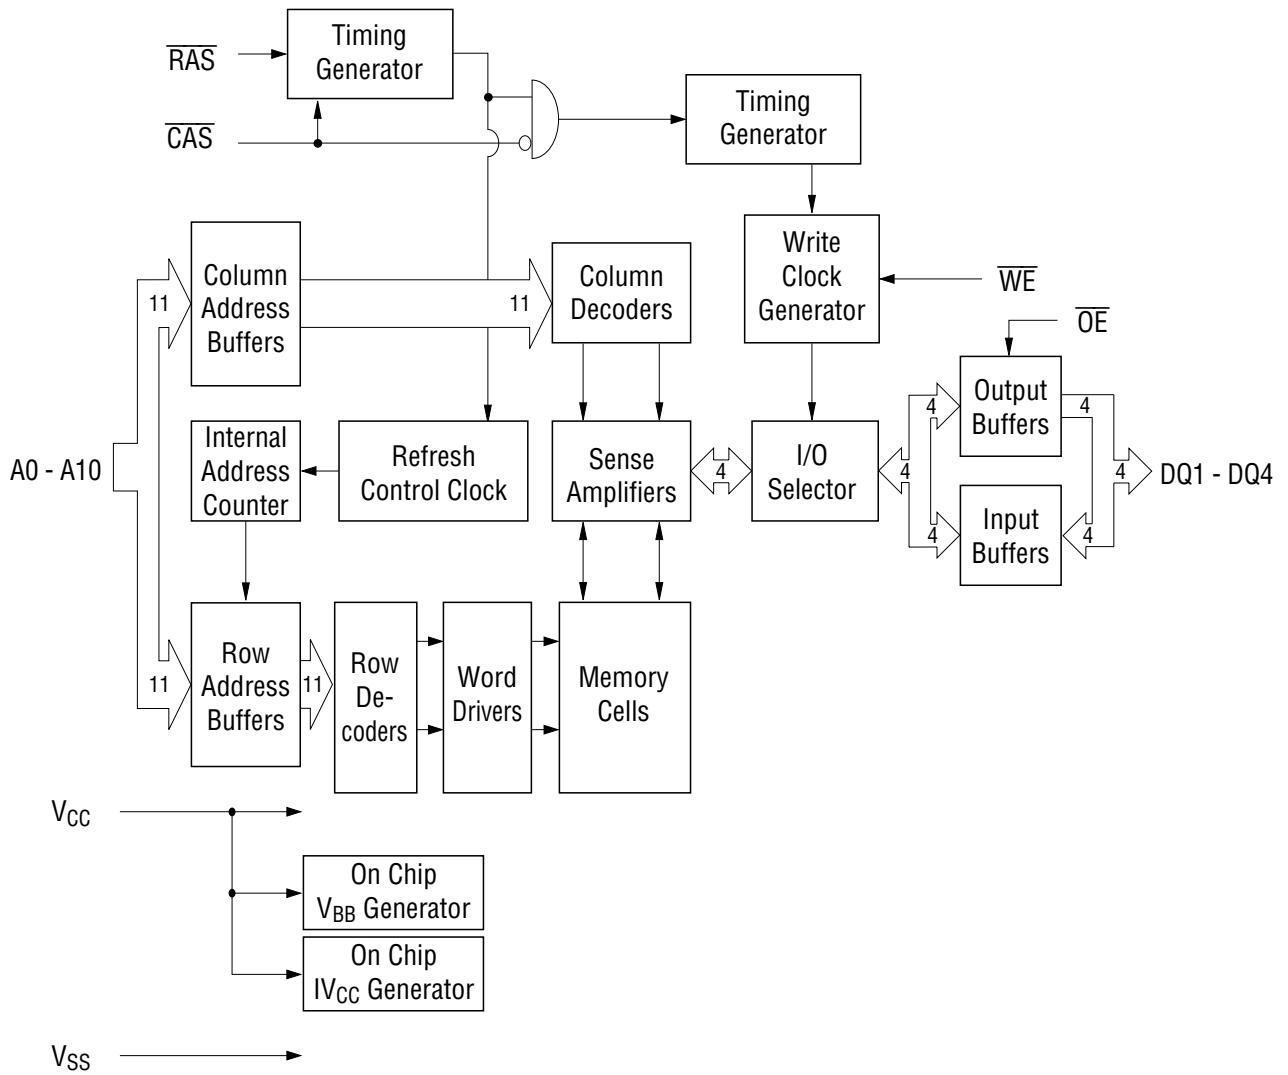 RAS
Timing
Generator
CAS
Timing
Generator
Column
Address
Buffers
11
11
Column
Decoders
Write
Clock
Generator
WE
OE
Output
Buffers
4
4
A0 - A10
Internal
Address
Counter
Refresh
Control Clock
Sense
Amplifiers
4
I/O
Selector
4
4
DQ1 - DQ4
Input
Buffers
4
4
11
Row
Address
Buffers
11
Row
De-
coders
Word
Drivers
Memory
Cells
VCC
On Chip
VBB Generator
On Chip
IVCC Generator
VSS